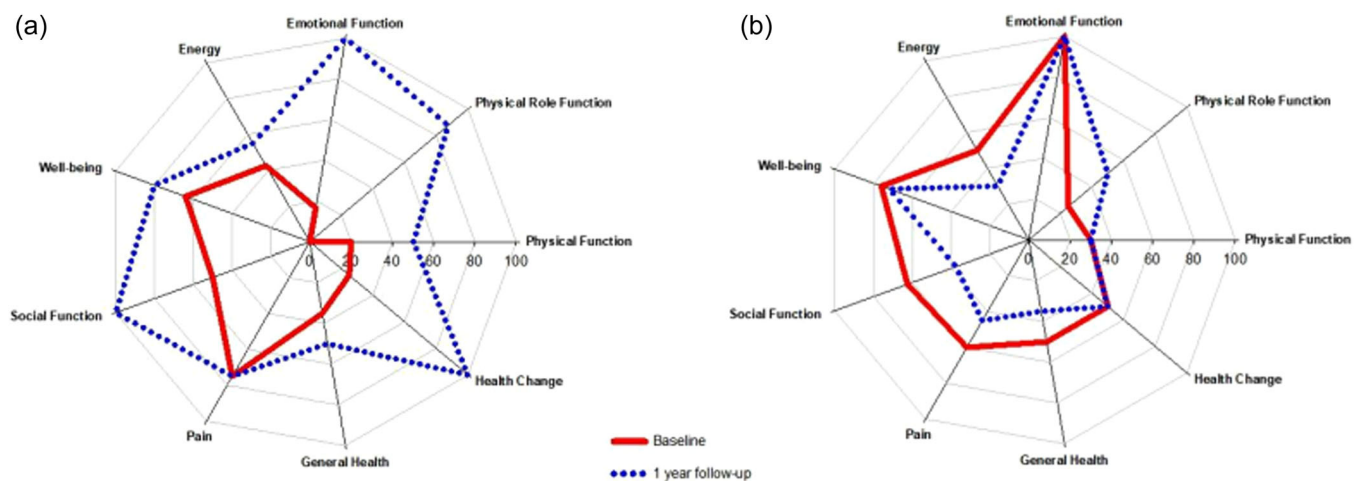 (a)
Emotional Function
Energy
Physical Role Function
Well-being
Physical Function
0 20 40 60 80 100
Social Function
Health Change
Pain
General Health
(b)
Emotional Function
Energy
Physical Role Function
Well-being
Physical Function
0 20 40 60 80 100
Social Function
Health Change
Pain
General Health
Baseline
1 year follow-up